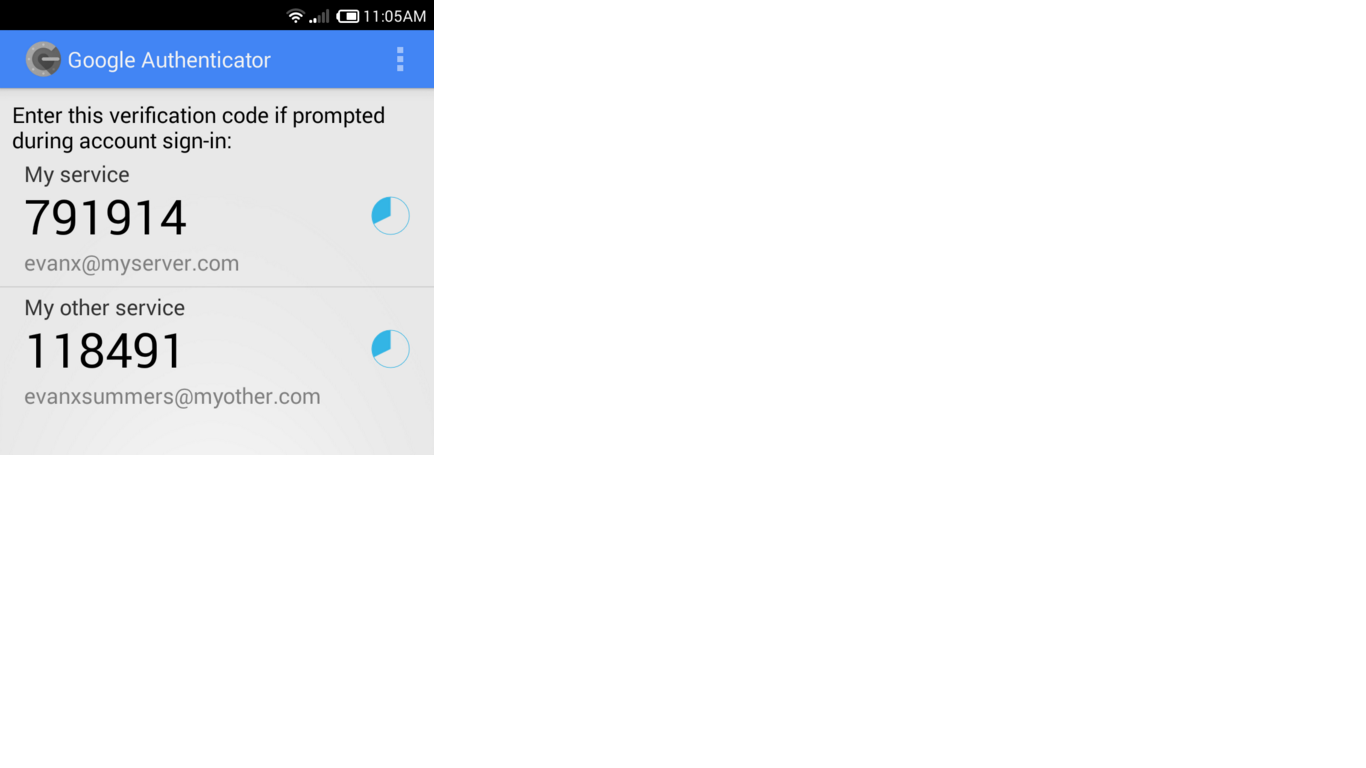 11:05AM
Google Authenticator
Enter this verification code if prompted
during account sign-in:
My service
791914
evanx@myserver.com
My other service
118491
evanxsummers@myother.com